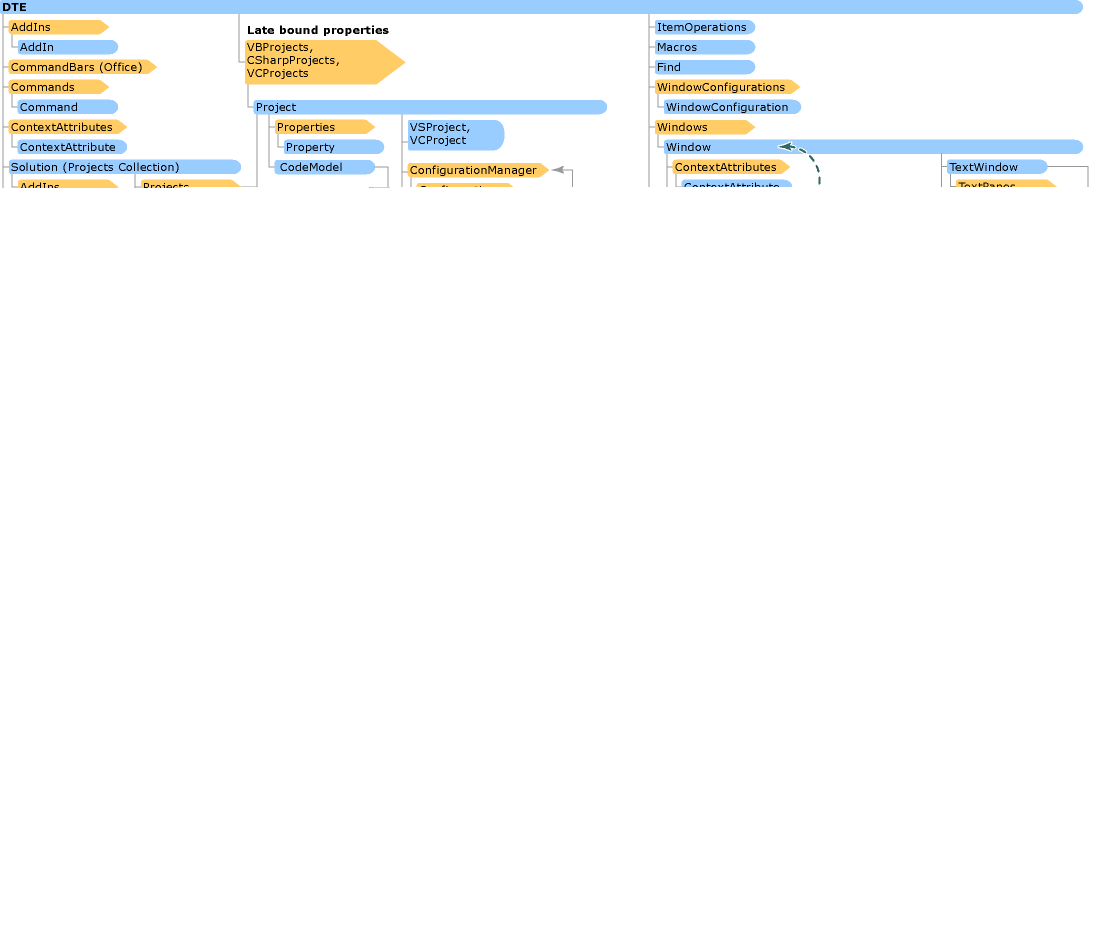 DTE
AddIns
AddIn
CommandBars (Office)
Commands
Command
ContextAttributes
ContextAttribute
Solution (Projects Collection)
AddIns
Projects
Late bound properties
VBProjects,
CSharpProjects,
VCProjects
Project
Properties
Property
CodeModel
VSProject,
VCProject
ConfigurationManager
ItemOperations
Macros
Find
WindowConfigurations
WindowConfiguration
Windows
Window
ContextAttributes
ContextAttribute
TextWindow
TextPanes